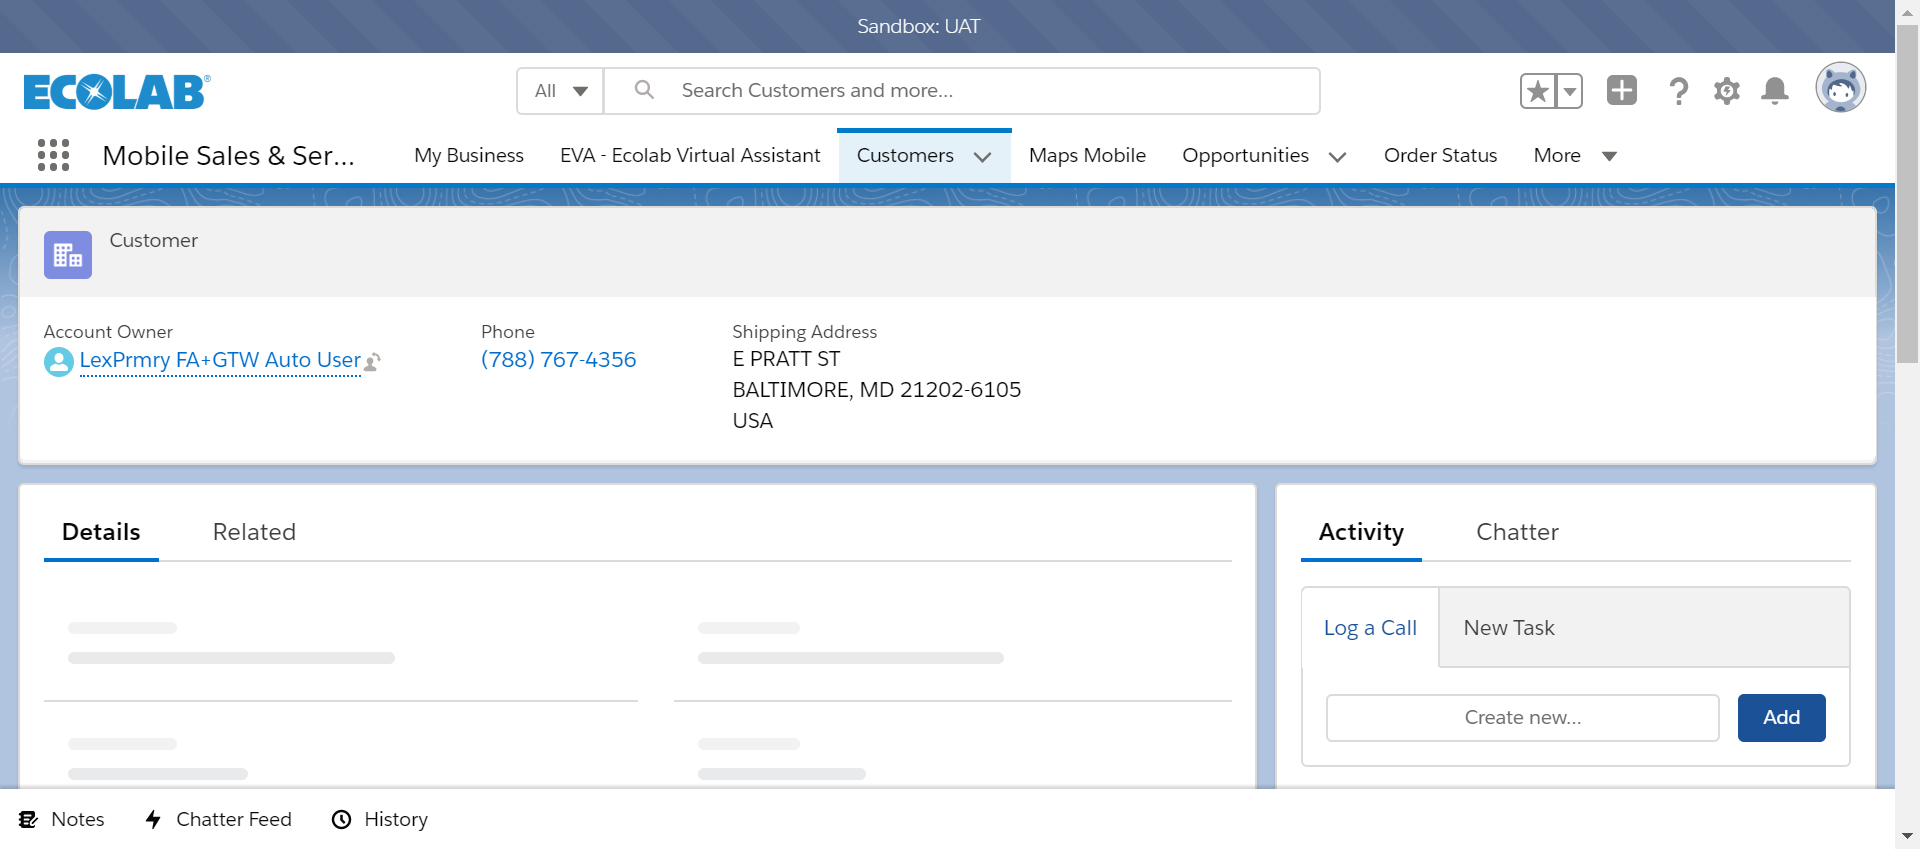 Sandbox: UAT
ECOLAB®
All
Search Customers and more...
Mobile Sales & Ser...
My Business
EVA - Ecolab Virtual Assistant
Customers
Maps Mobile
Opportunities
Order Status
More
Customer
Account Owner
LexPrmry FA+GTW Auto User
Phone
(788) 767-4356
Shipping Address
E PRATT ST
BALTIMORE, MD 21202-6105
USA
Details
Related
Activity
Chatter
Log a Call
New Task
Create new...
Add
Notes
Chatter Feed
History